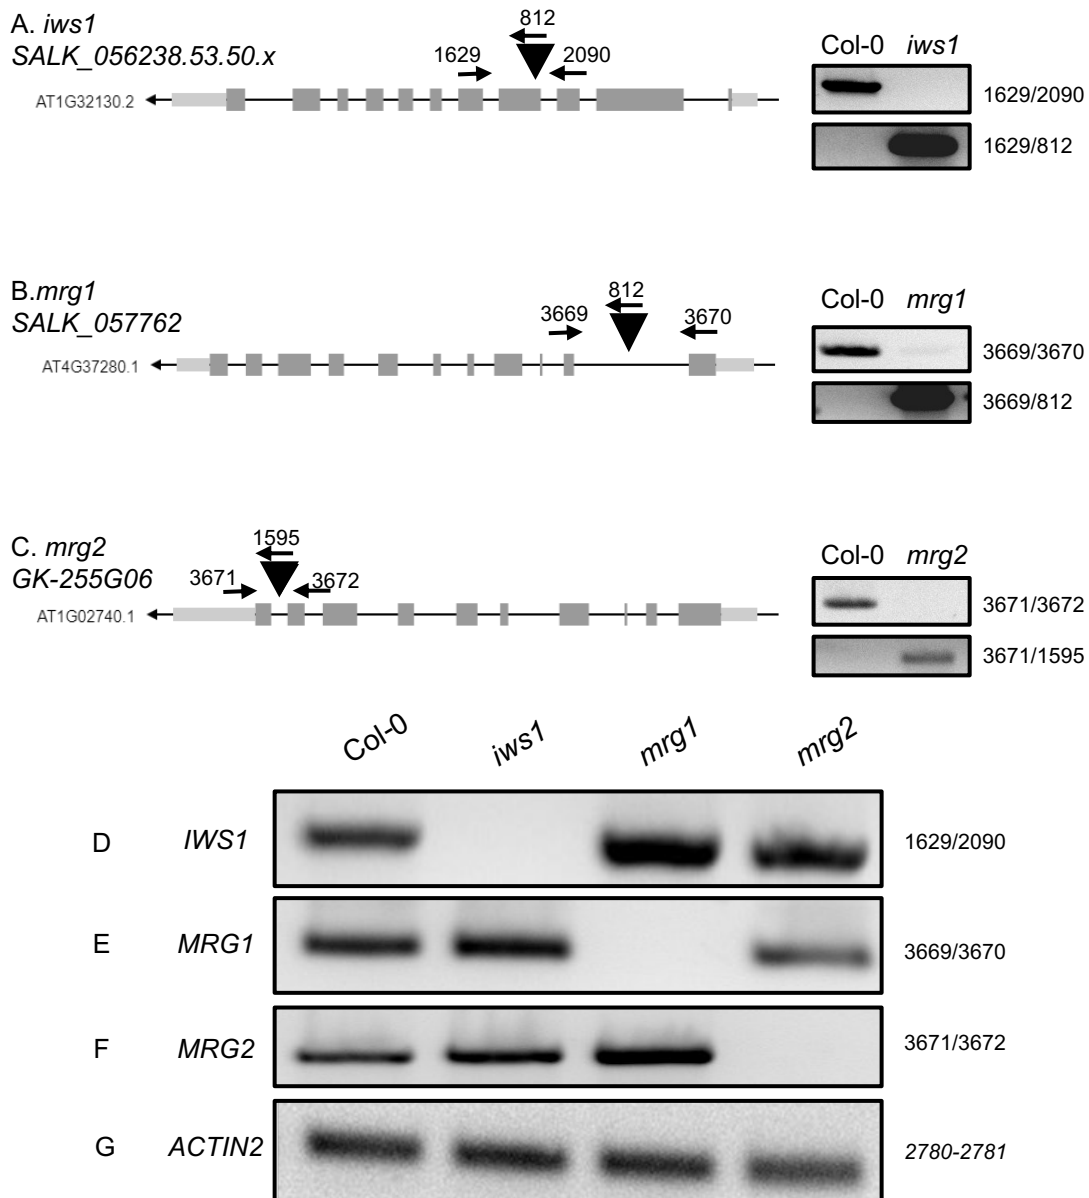 A. iws1
SALK_056238.53.50.x
812
1629
2090
AT1G32130.2
Col-0 iws1
1629/2090
1629/812
B.mrg1
SALK_057762
812
3669
3670
AT4G37280.1
Col-0 mrg1
3669/3670
3669/812
C. mrg2
GK-255G06
1595
3671
3672
AT1G02740.1
Col-0 mrg2
3671/3672
3671/1595
Col-0 iws1 mrg1 mrg2
D IWS1 1629/2090
E MRG1 3669/3670
F MRG2 3671/3672
G ACTIN2 2780-2781